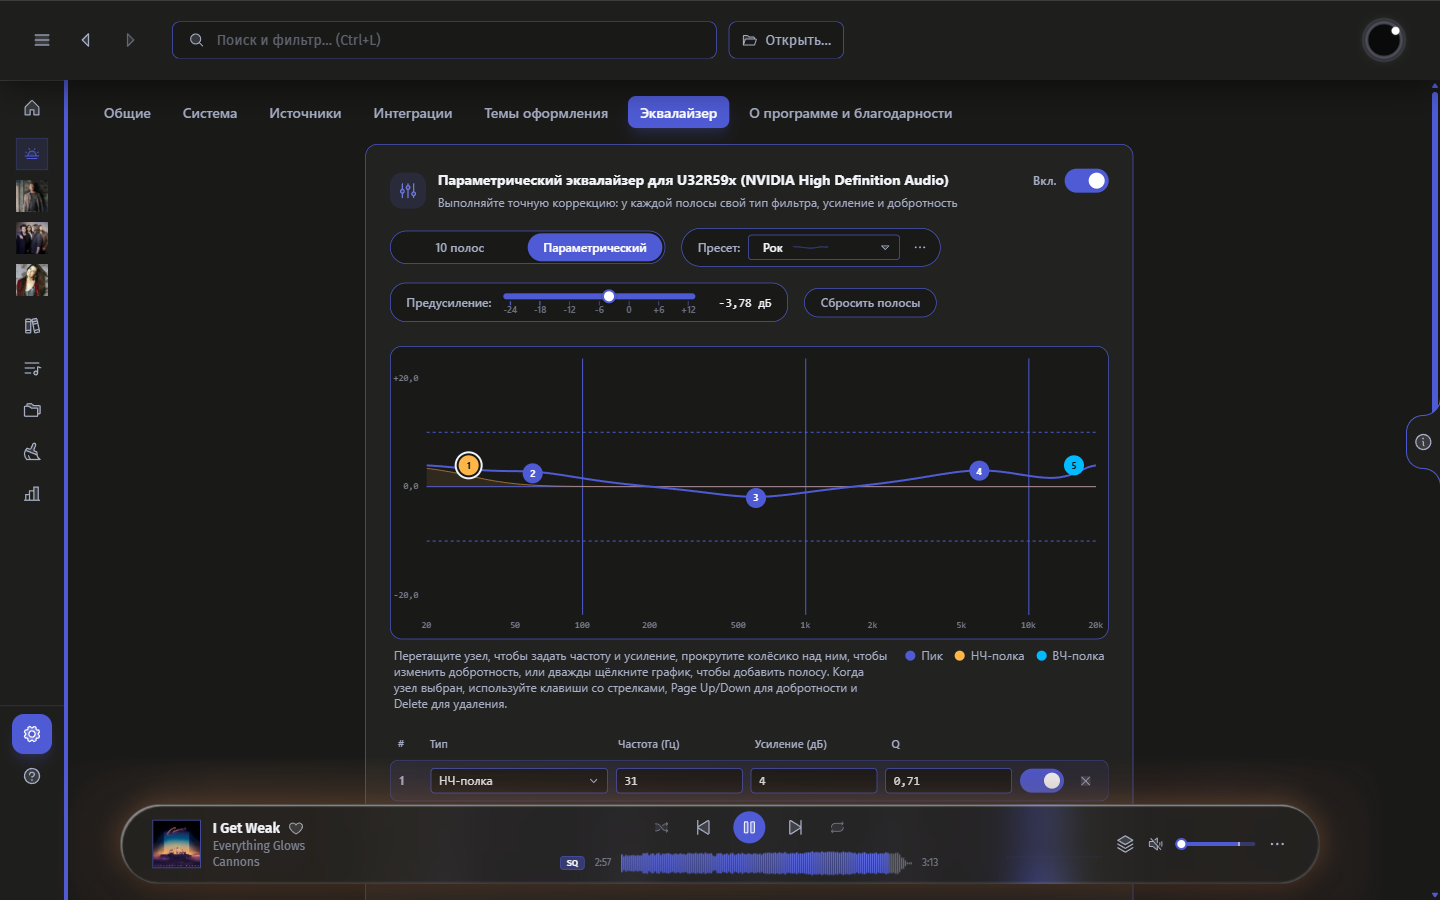 Поиск и фильтр... (Ctrl+L)
Открыть...
Общие
Система
Источники
Интеграции
Темы оформления
Эквалайзер
О программе и благодарности
Параметрический эквалайзер для U32R59x (NVIDIA High Definition Audio)
Выполняйте точную коррекцию: у каждой полосы свой тип фильтра, усиление и добротность
Вкл.
10 полос
Параметрический
Пресет:
Рок
Предусиление:
-24 -18 -12 -6 0 +6 +12
-3,78 дБ
Сбросить полосы
+20,0
1
2
3
4
5
0,0
-20,0
20 50 100 200 500 1k 2k 5k 10k 20k
Перетащите узел, чтобы задать частоту и усиление, прокрутите колёсико над ним, чтобы
изменить добротность, или дважды щёлкните график, чтобы добавить полосу. Когда
узел выбран, используйте клавиши со стрелками, Page Up/Down для добротности и
Delete для удаления.
Пик
НЧ-полка
ВЧ-полка
# Тип Частота (Гц) Усиление (дБ) Q
1 НЧ-полка 31 4 0,71
I Get Weak
Everything Glows
Cannons
SQ 2:57
3:13